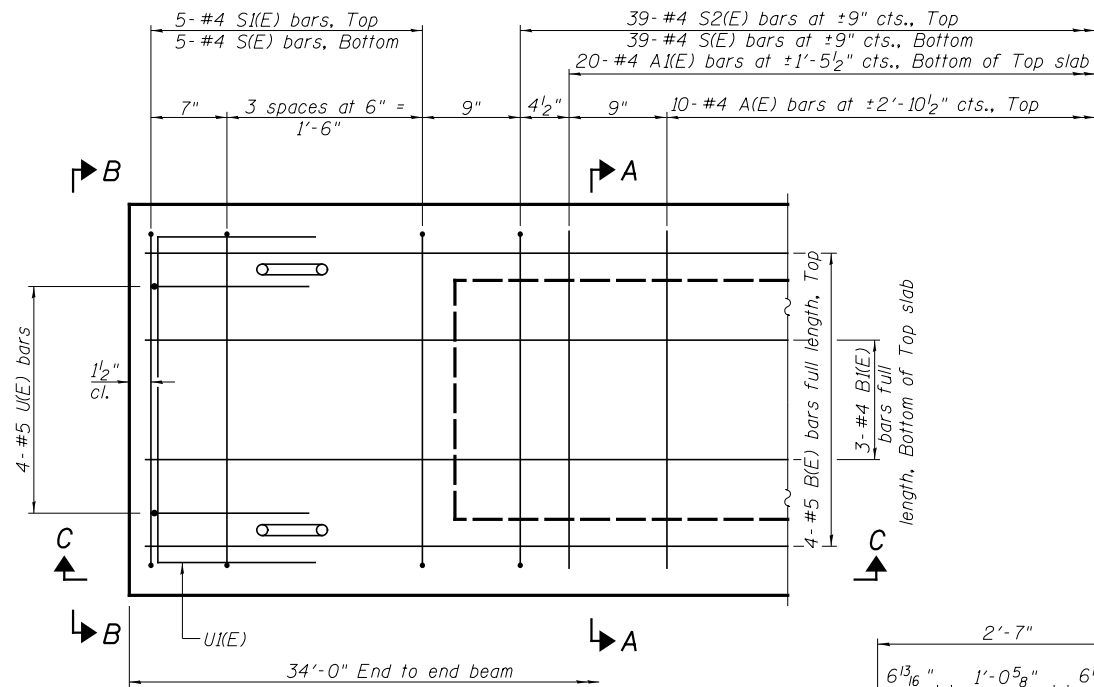 5- #4 S1(E) bars, Top
5- #4 S(E) bars, Bottom
39- #4 S2(E) bars at ±9" cts., Top
39- #4 S(E) bars at ±9" cts., Bottom
20- #4 A1(E) bars at ±1'-5½" cts., Bottom of Top slab
7"
3 spaces at 6" =
1'-6"
9"
4½"
9"
10- #4 A(E) bars at ±2'-10½" cts., Top
B
A
4- #5 U(E) bars
1½"
cl.
4- #5 B(E) bars full length, Top
3- #4 B1(E)
bars full
length, Bottom of Top slab
C
C
B
U1(E)
A
34'-0" End to end beam
2'-7"
6 13/16"
1'-0 5/8"
6"